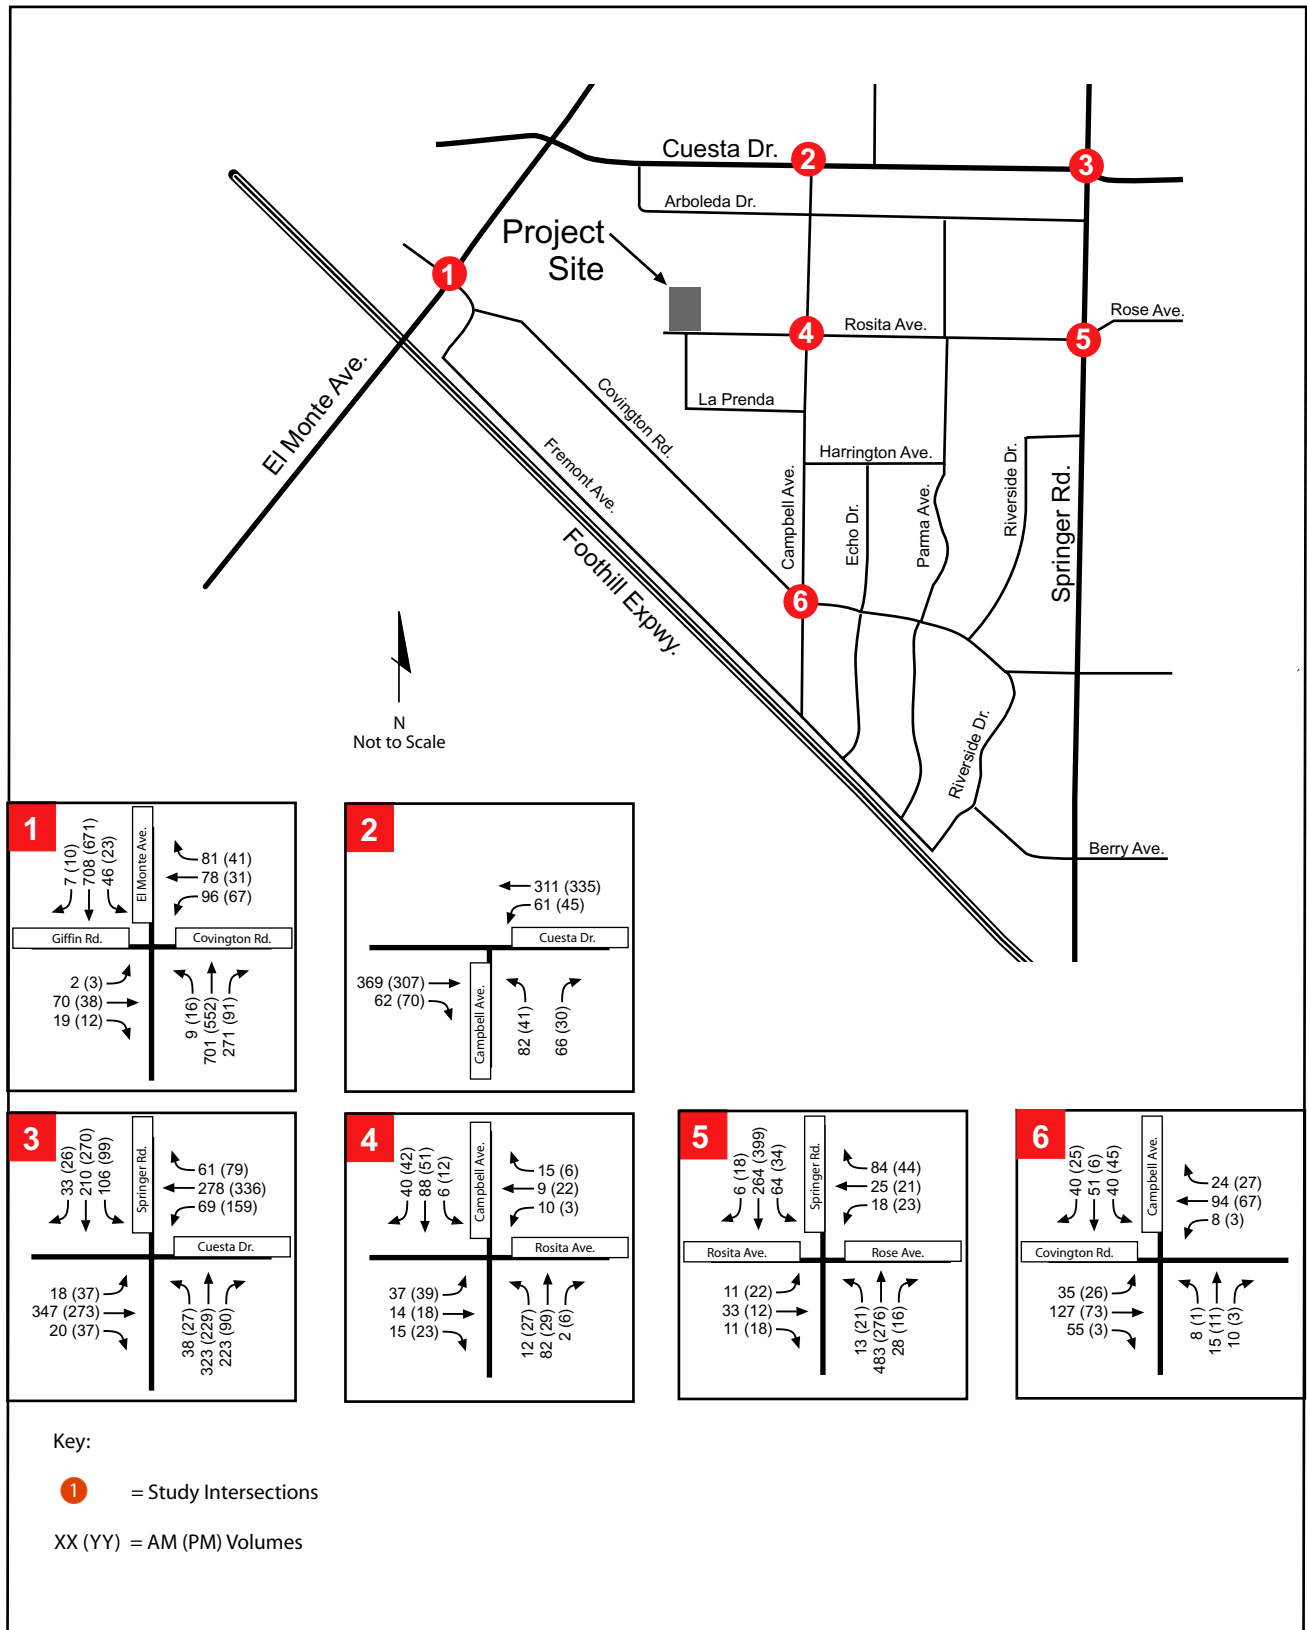 Cuesta Dr.
2
3
Arboleda Dr.
Project
Site
1
Rose Ave.
4
Rosita Ave.
5
El Monte Ave.
Covington Rd.
La Prenda
Fremont Ave.
Harrington Ave.
Campbell Ave.
Echo Dr.
Parma Ave.
Riverside Dr.
Springer Rd.
Foothill Expwy.
6
N
Not to Scale
Riverside Dr.
Berry Ave.
1
7 (10)
708 (671)
46 (23)
El Monte Ave.
81 (41)
78 (31)
96 (67)
Giffin Rd.
Covington Rd.
2 (3)
70 (38)
19 (12)
9 (16)
701 (552)
271 (91)
2
311 (335)
61 (45)
Cuesta Dr.
369 (307)
62 (70)
Campbell Ave.
82 (41)
66 (30)
3
33 (26)
210 (270)
106 (99)
Springer Rd.
61 (79)
278 (336)
69 (159)
Cuesta Dr.
18 (37)
347 (273)
20 (37)
38 (27)
323 (229)
223 (90)
4
40 (42)
88 (51)
6 (12)
Campbell Ave.
15 (6)
9 (22)
10 (3)
Rosita Ave.
37 (39)
14 (18)
15 (23)
12 (27)
82 (29)
2 (6)
5
6 (18)
264 (399)
64 (34)
Springer Rd.
84 (44)
25 (21)
18 (23)
Rosita Ave.
Rose Ave.
11 (22)
33 (12)
11 (18)
13 (21)
483 (276)
28 (16)
6
40 (25)
51 (6)
40 (45)
Campbell Ave.
24 (27)
94 (67)
8 (3)
Covington Rd.
35 (26)
127 (73)
55 (3)
8 (1)
15 (11)
10 (3)
Key:
1 = Study Intersections
XX (YY) = AM (PM) Volumes